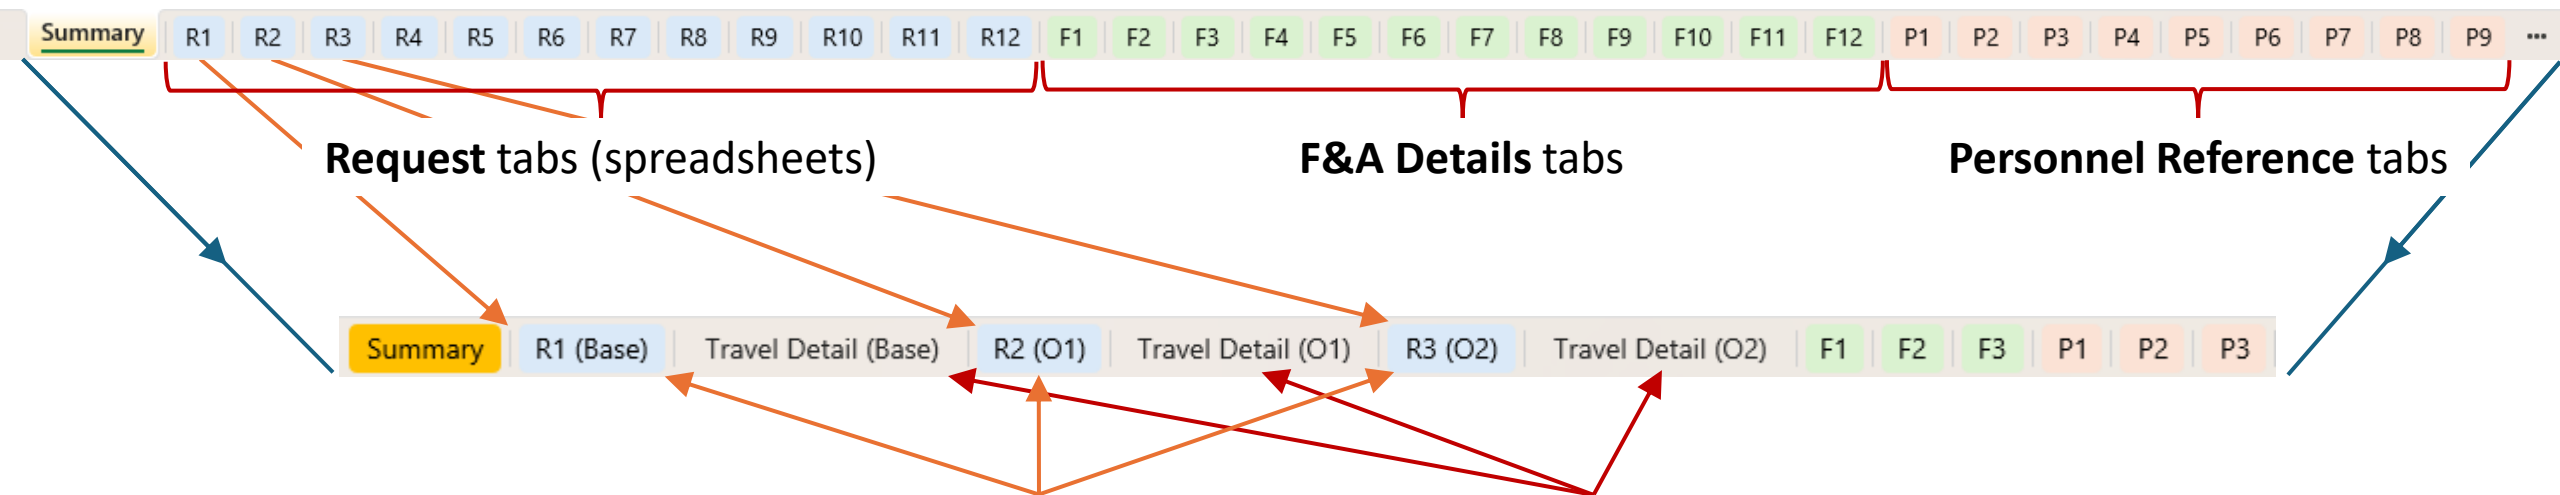 Summary R1 R2 R3 R4 R5 R6 R7 R8 R9 R10 R11 R12 F1 F2 F3 F4 F5 F6 F7 F8 F9 F10 F11 F12 P1 P2 P3 P4 P5 P6 P7 P8 P9 ...
Request tabs (spreadsheets) F&A Details tabs Personnel Reference tabs
Summary R1 (Base) Travel Detail (Base) R2 (O1) Travel Detail (O1) R3 (O2) Travel Detail (O2) F1 F2 F3 P1 P2 P3